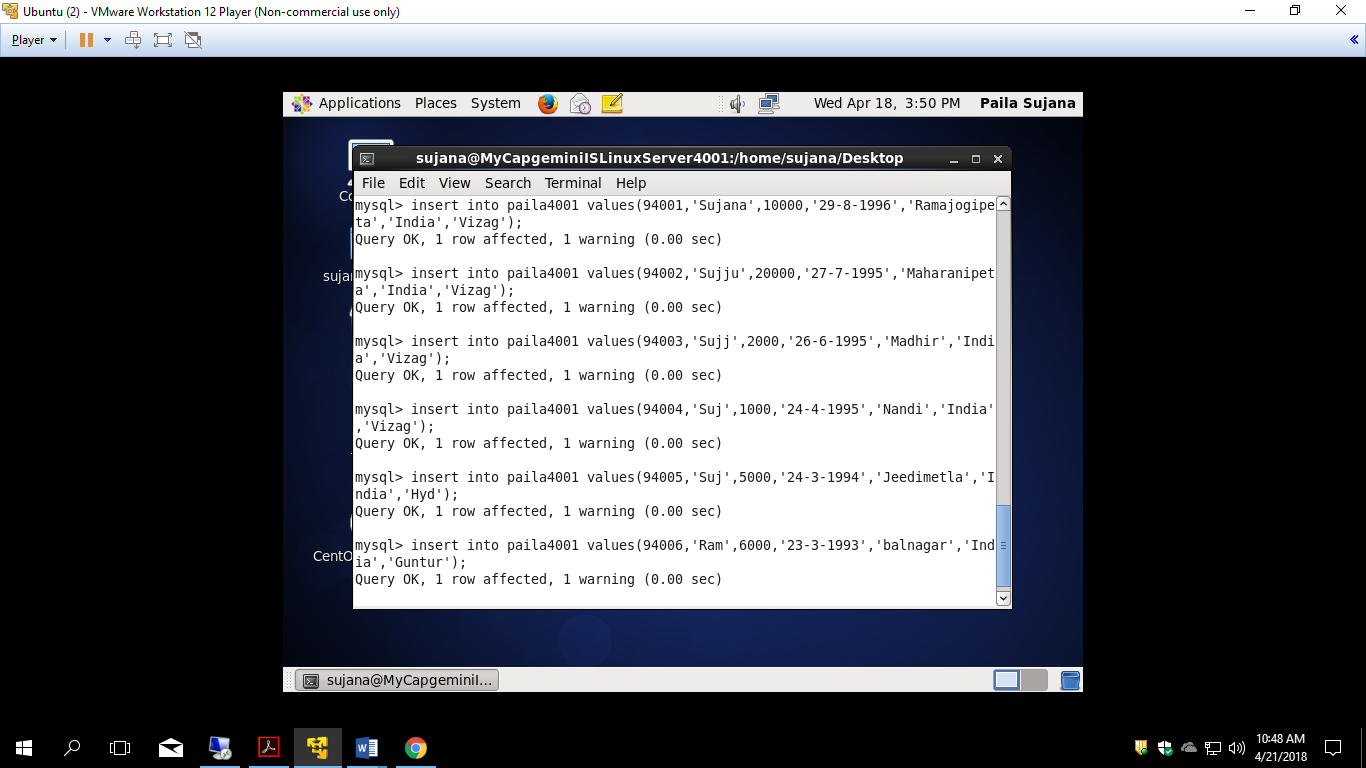 Ubuntu (2) - VMware Workstation 12 Player (Non-commercial use only)
Player
Applications Places System Wed Apr 18, 3:50 PM Paila Sujana
sujana@MyCapgeminiISLinuxServer4001:/home/sujana/Desktop
File Edit View Search Terminal Help
mysql> insert into paila4001 values(94001,'Sujana',10000,'29-8-1996','Ramajogipe
ta','India','Vizag');
Query OK, 1 row affected, 1 warning (0.00 sec)
mysql> insert into paila4001 values(94002,'Sujju',20000,'27-7-1995','Maharanipet
a','India','Vizag');
Query OK, 1 row affected, 1 warning (0.00 sec)
mysql> insert into paila4001 values(94003,'Sujj',2000,'26-6-1995','Madhir','Indi
a','Vizag');
Query OK, 1 row affected, 1 warning (0.00 sec)
mysql> insert into paila4001 values(94004,'Suj',1000,'24-4-1995','Nandi','India'
,'Vizag');
Query OK, 1 row affected, 1 warning (0.00 sec)
mysql> insert into paila4001 values(94005,'Suj',5000,'24-3-1994','Jeedimetla','I
ndia','Hyd');
Query OK, 1 row affected, 1 warning (0.00 sec)
mysql> insert into paila4001 values(94006,'Ram',6000,'23-3-1993','balnagar','Ind
ia','Guntur');
Query OK, 1 row affected, 1 warning (0.00 sec)
Co
suja
CentO
sujana@MyCapgeminiI...
10:48 AM
4/21/2018